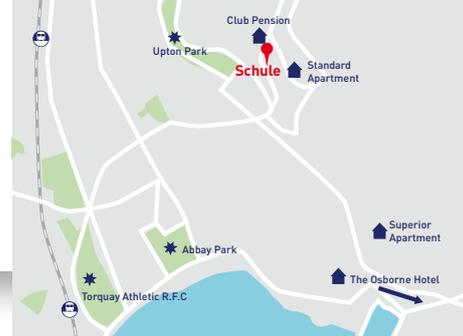 Club Pension
Upton Park
Schule
Standard
Apartment
Abbay Park
Superior
Apartment
The Osborne Hotel
Torquay Athletic R.F.C